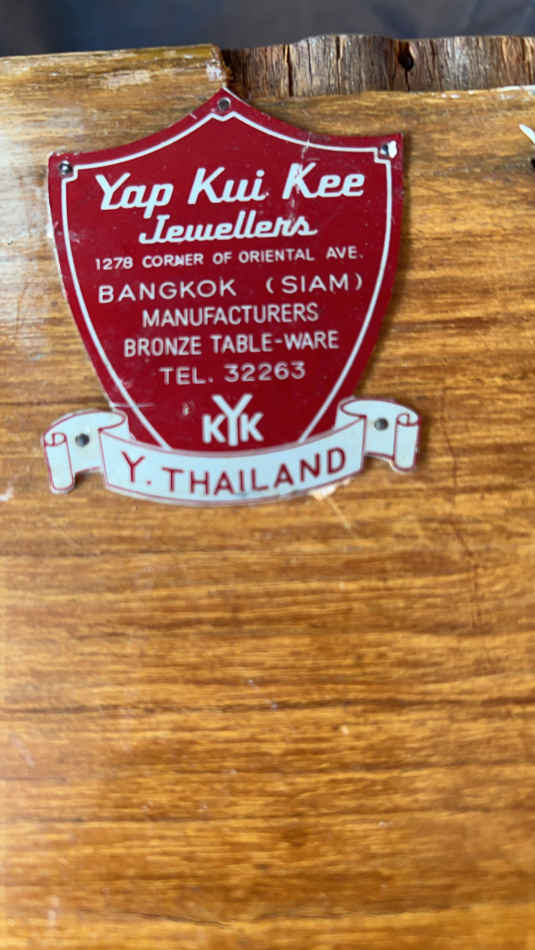 Yap Kui Kee
Jewellers
1278 CORNER OF ORIENTAL AVE.
BANGKOK (SIAM)
MANUFACTURERS
BRONZE TABLE-WARE
TEL. 32263
KYK
Y. THAILAND